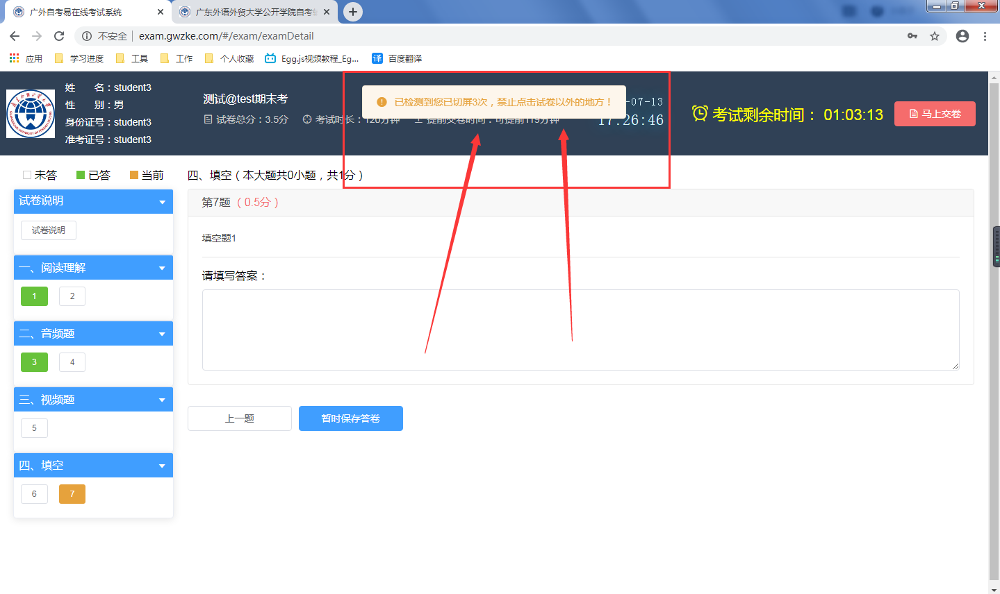 广外自考易在线考试系统
广东外语外贸大学公开学院自考
不安全 exam.gwzke.com/#/exam/examDetail
应用 学习进度 工具 工作 个人收藏 Egg.js视频教程_Eg... 译 百度翻译
姓 名：student3
性 别：男
身份证号：student3
准考证号：student3
测试@test期末考
试卷总分：3.5分 考试时长：120分钟 提前交卷时间：可提前119分钟
已检测到您已切屏3次，禁止点击试卷以外的地方！
-07-13
17:26:46
考试剩余时间： 01:03:13
马上交卷
未答 已答 当前
四、填空（本大题共0小题，共1分）
试卷说明
试卷说明
一、阅读理解
1 2
二、音频题
3 4
三、视频题
5
四、填空
6 7
第7题（0.5分）
填空题1
请填写答案：
上一题 暂时保存答卷